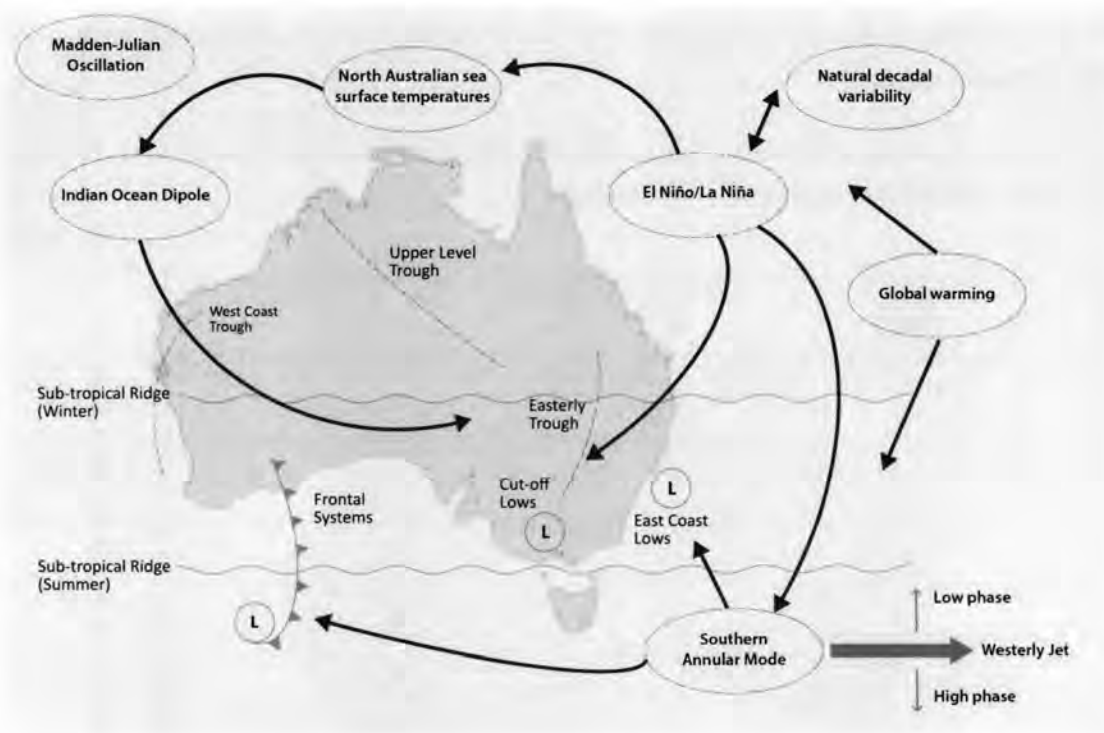 Madden-Julian
Oscillation
North Australian sea
surface temperatures
Natural decadal
variability
Indian Ocean Dipole
El Niño/La Niña
Upper Level
Trough
Global warming
West Coast
Trough
Sub-tropical Ridge
(Winter)
Easterly
Trough
Cut-off
Lows
L
Frontal
Systems
L
East Coast
Lows
Sub-tropical Ridge
(Summer)
L
Southern
Annular Mode
Low phase
Westerly Jet
High phase